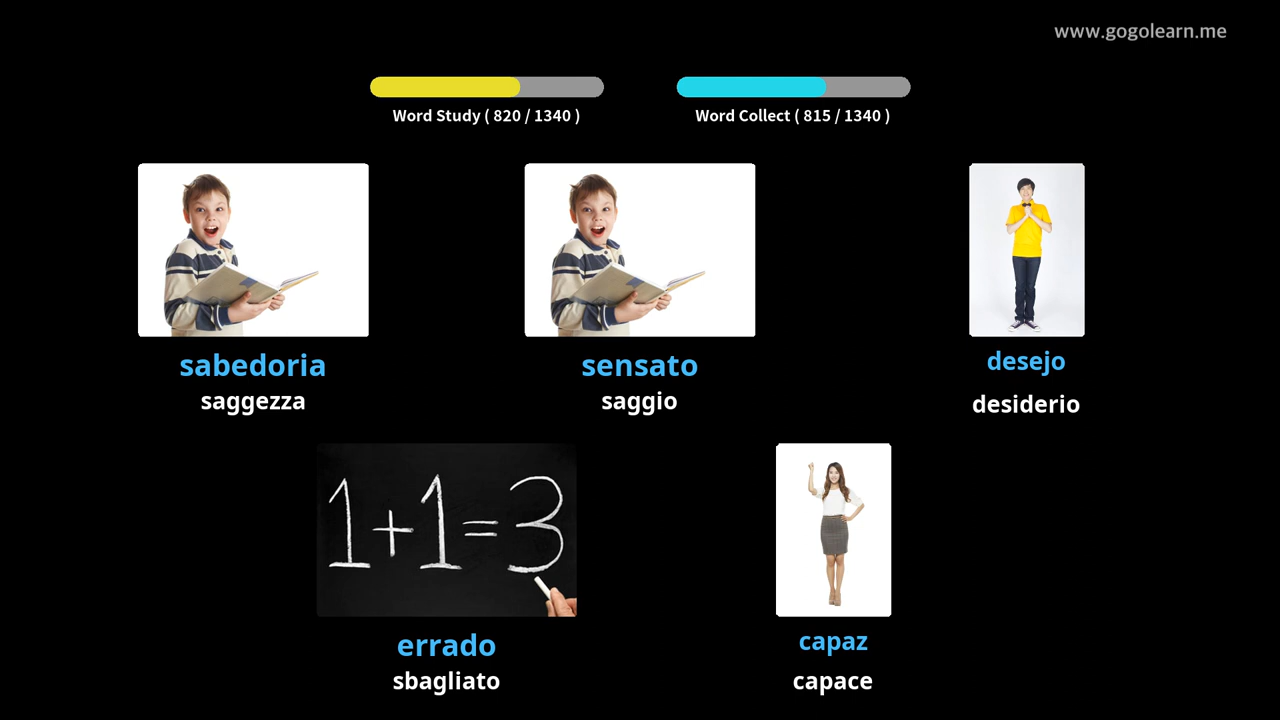 www.gogolearn.me
Word Study ( 820 / 1340 )
Word Collect ( 815 / 1340 )
sabedoria
saggezza
sensato
saggio
desejo
desiderio
1+1=3
errado
sbagliato
capaz
capace